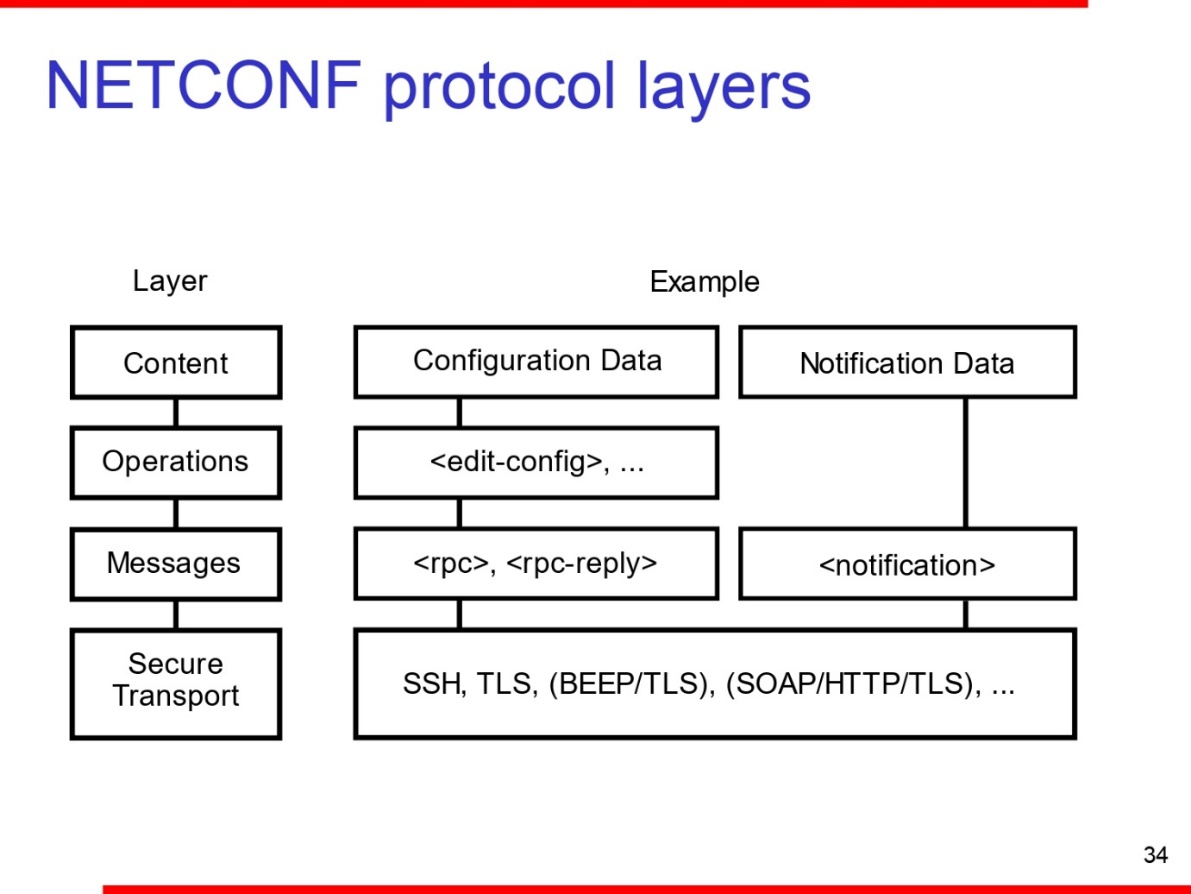 NETCONF protocol layers
Layer
Example
Content
Configuration Data
Notification Data
Operations
<edit-config>, ...
Messages
<rpc>, <rpc-reply>
<notification>
Secure
Transport
SSH, TLS, (BEEP/TLS), (SOAP/HTTP/TLS), ...
34